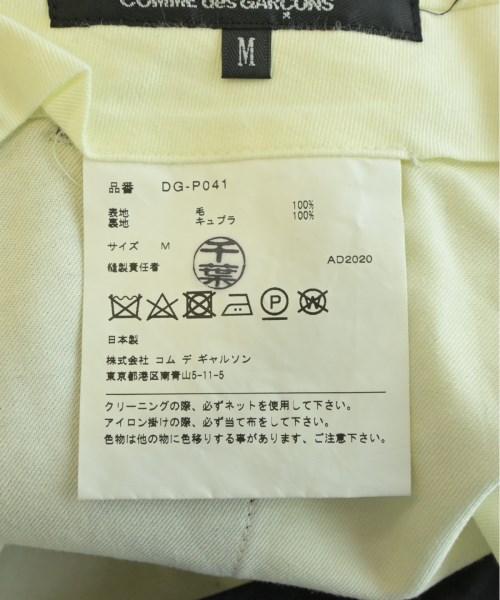 COMME des GARCONS
M
品番 DG-P041
表地 毛 100%
裏地 キュプラ 100%
サイズ M
千葉
縫製責任者
AD2020
P W
日本製
株式会社 コム デ ギャルソン
東京都港区南青山5-11-5
クリーニングの際、必ずネットを使用して下さい。
アイロン掛けの際、必ず当て布をして下さい。
色物は他の物に色移りする事があります、ご注意下さい。